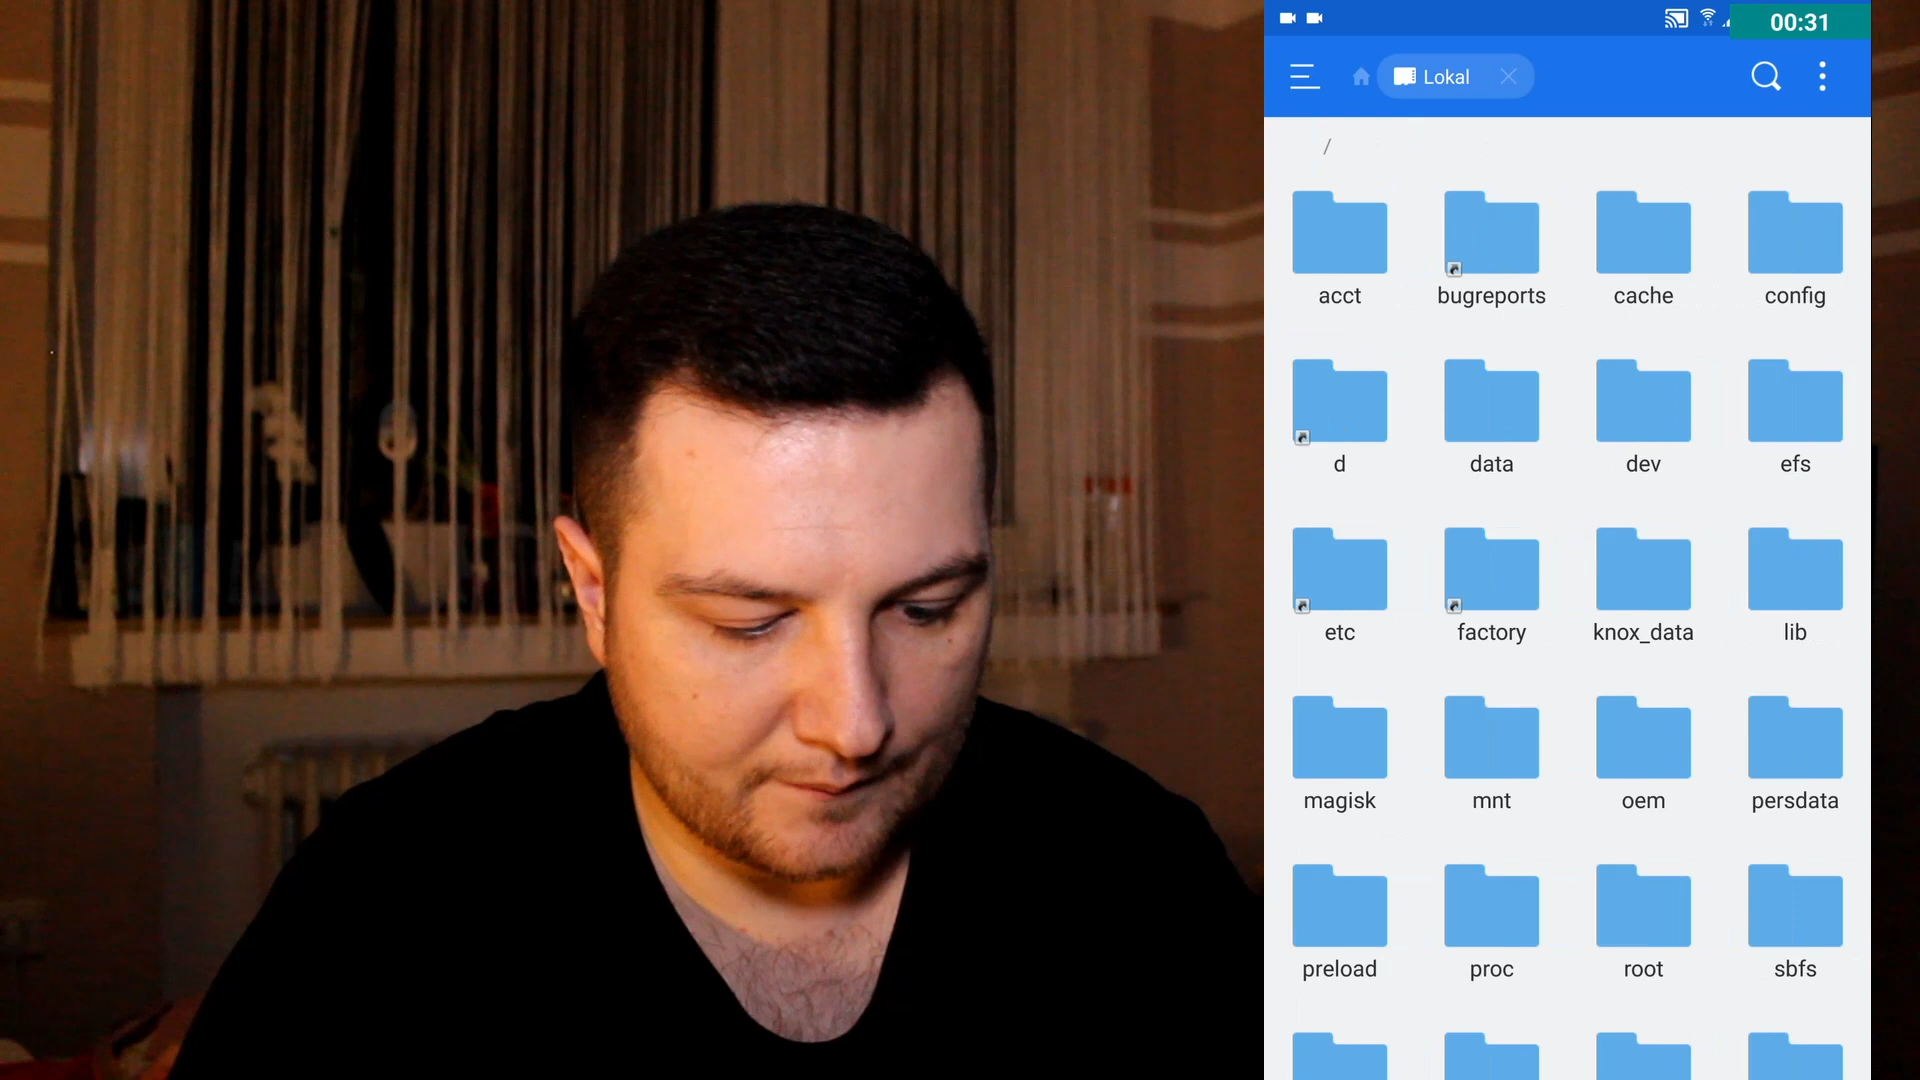 00:31
Lokal
/
acct
bugreports
cache
config
d
data
dev
efs
etc
factory
knox_data
lib
magisk
mnt
oem
persdata
preload
proc
root
sbfs